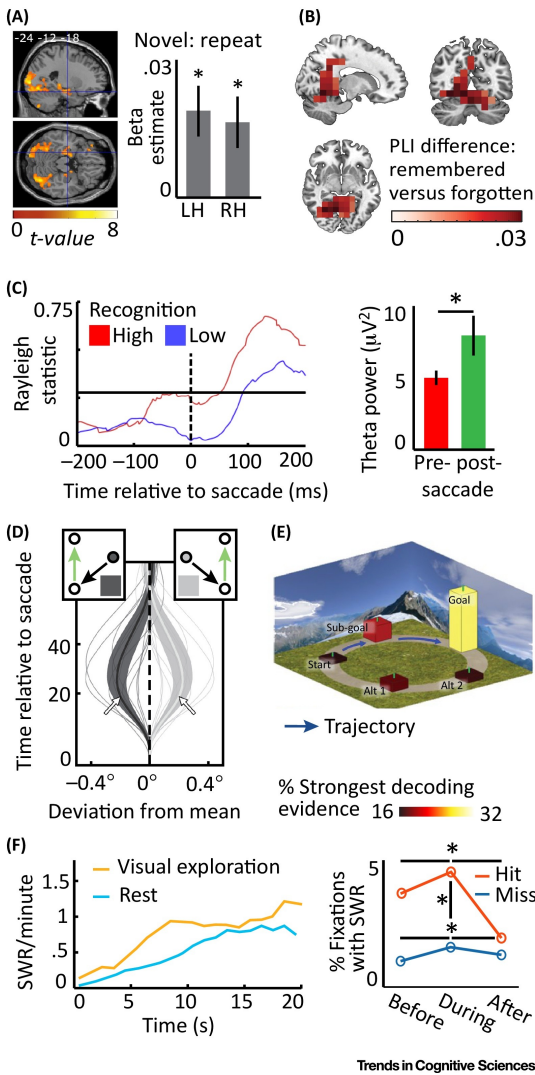 (A)
-24 -12 -18
0 8
t-value
Novel: repeat
.03
Beta
estimate
0
* *
LH RH
(B)
PLI difference:
remembered
versus forgotten
0 .03
(C)
0.75
Rayleigh
statistic
0
Recognition
High Low
−200 −100 0 100 200
Time relative to saccade (ms)
10
5
0
Theta power (μV²)
*
Pre- post-
saccade
(D)
Time relative to saccade
40
20
0
−0.4° 0° 0.4°
Deviation from mean
(E)
Goal
Sub-goal
Start
Alt 1
Alt 2
Trajectory
% Strongest decoding
evidence 16 32
(F)
Visual exploration
Rest
SWR/minute
1.5
1
.5
0
0 5 10 15 20
Time (s)
5
0
% Fixations
with SWR
*
Hit
Miss
*
*
Before During After
Trends in Cognitive Sciences